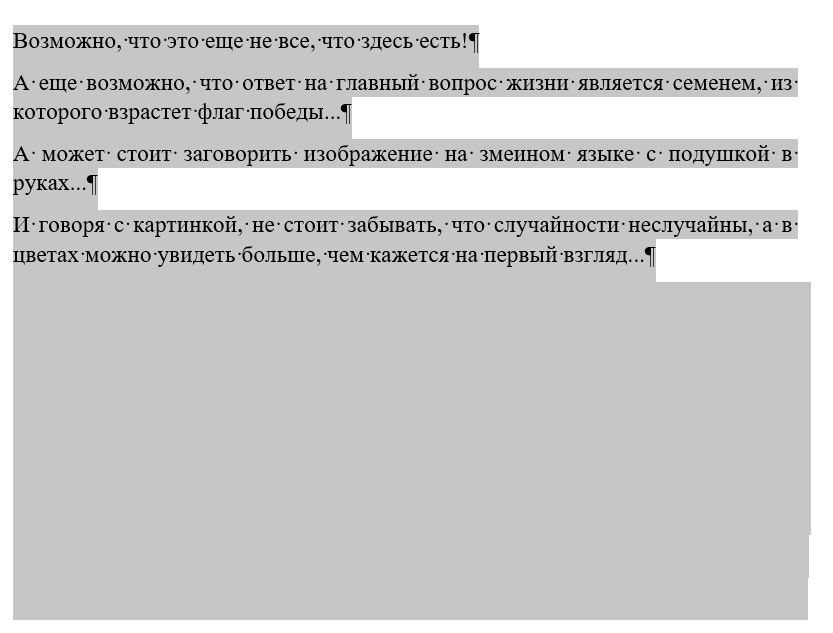 Возможно, что это еще не все, что здесь есть!¶
А еще возможно, что ответ на главный вопрос жизни является семенем, из
которого взрастет флаг победы...¶
А может стоит заговорить изображение на змеином языке с подушкой в
руках...¶
И говоря с картинкой, не стоит забывать, что случайности неслучайны, а в
цветах можно увидеть больше, чем кажется на первый взгляд...¶